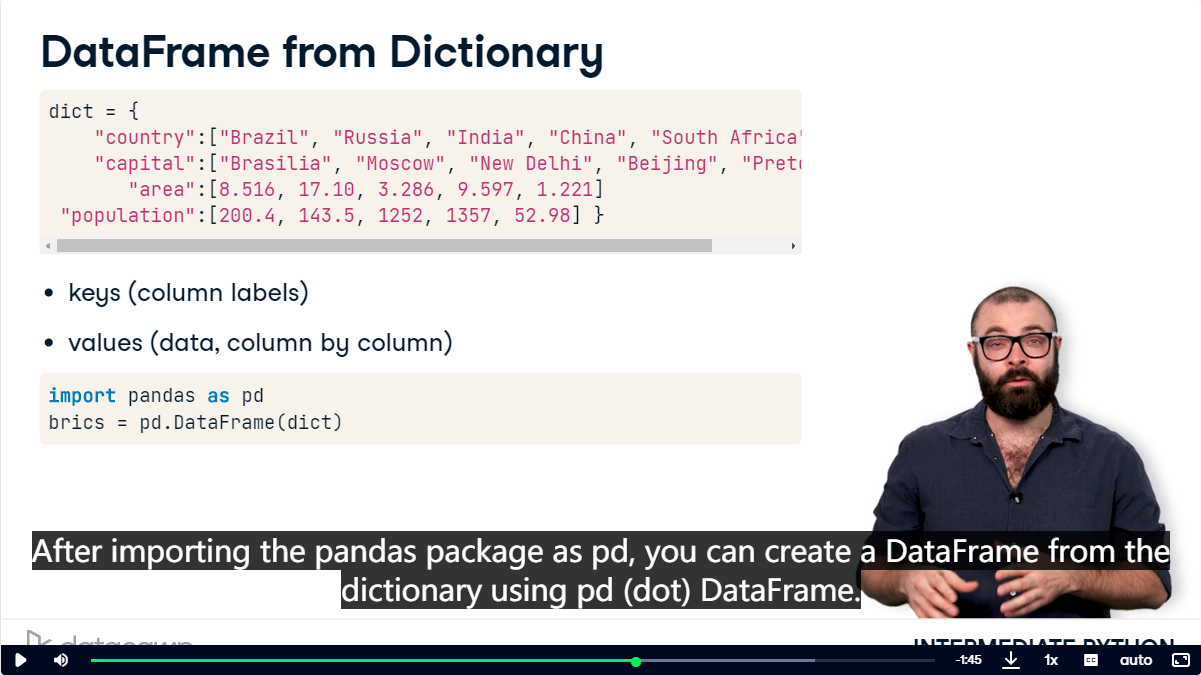 DataFrame from Dictionary
dict = {
"country":["Brazil", "Russia", "India", "China", "South Africa"
"capital":["Brasilia", "Moscow", "New Delhi", "Beijing",
"area":[8.516, 17.10, 3.286, 9.597, 1.221]
"population":[200.4, 143.5, 1252, 1357, 52.98] }
• keys (column labels)
• values (data, column by column)
import pandas as pd
brics = pd.DataFrame(dict)
After importing the pandas package as pd, you can create a DataFrame from the
dictionary using pd (dot) DataFrame.
datacamp
INTERMEDIATE PYTHON
-1:45
1x
CC
auto